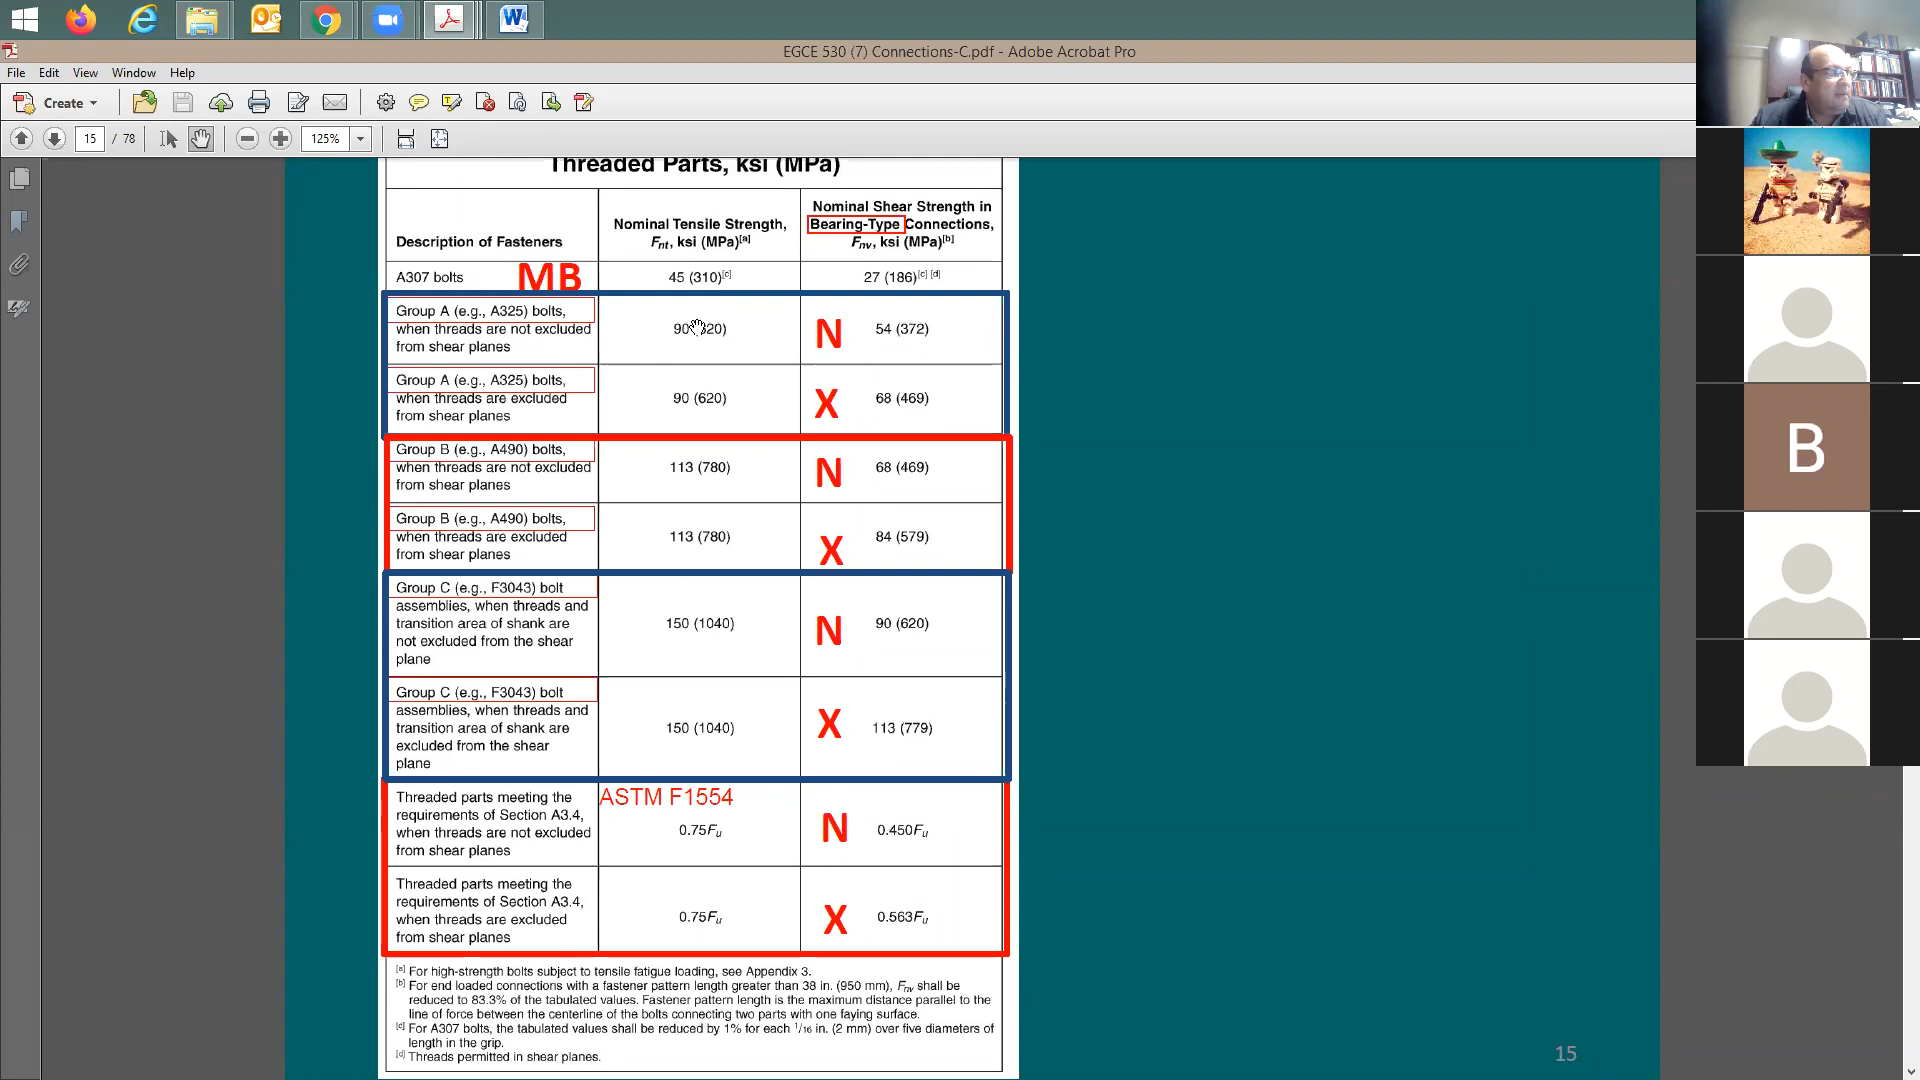 EGCE 530 (7) Connections-C.pdf - Adobe Acrobat Pro
File Edit View Window Help
Create
15 / 78 125%
Threaded Parts, ksi (MPa)
Description of Fasteners
Nominal Tensile Strength,
Fnt, ksi (MPa)[a]
Nominal Shear Strength in
Bearing-Type Connections,
Fnv, ksi (MPa)[b]
A307 bolts MB 45 (310)[c] 27 (186)[c] [d]
Group A (e.g., A325) bolts,
when threads are not excluded
from shear planes
N 54 (372)
Group A (e.g., A325) bolts,
when threads are excluded
from shear planes
90 (620) X 68 (469)
Group B (e.g., A490) bolts,
when threads are not excluded
from shear planes
113 (780) N 68 (469)
Group B (e.g., A490) bolts,
when threads are excluded
from shear planes
113 (780) X 84 (579)
Group C (e.g., F3043) bolt
assemblies, when threads and
transition area of shank are
not excluded from the shear
plane
150 (1040) N 90 (620)
Group C (e.g., F3043) bolt
assemblies, when threads and
transition area of shank are
excluded from the shear
plane
150 (1040) X 113 (779)
Threaded parts meeting the
requirements of Section A3.4,
when threads are not excluded
from shear planes
ASTM F1554
0.75Fu N 0.450Fu
Threaded parts meeting the
requirements of Section A3.4,
when threads are excluded
from shear planes
0.75Fu X 0.563Fu
[a] For high-strength bolts subject to tensile fatigue loading, see Appendix 3.
[b] For end loaded connections with a fastener pattern length greater than 38 in. (950 mm), Fnv shall be
reduced to 83.3% of the tabulated values. Fastener pattern length is the maximum distance parallel to the
line of force between the centerline of the bolts connecting two parts with one faying surface.
[c] For A307 bolts, the tabulated values shall be reduced by 1% for each 1/16 in. (2 mm) over five diameters of
length in the grip.
[d] Threads permitted in shear planes.
15
B